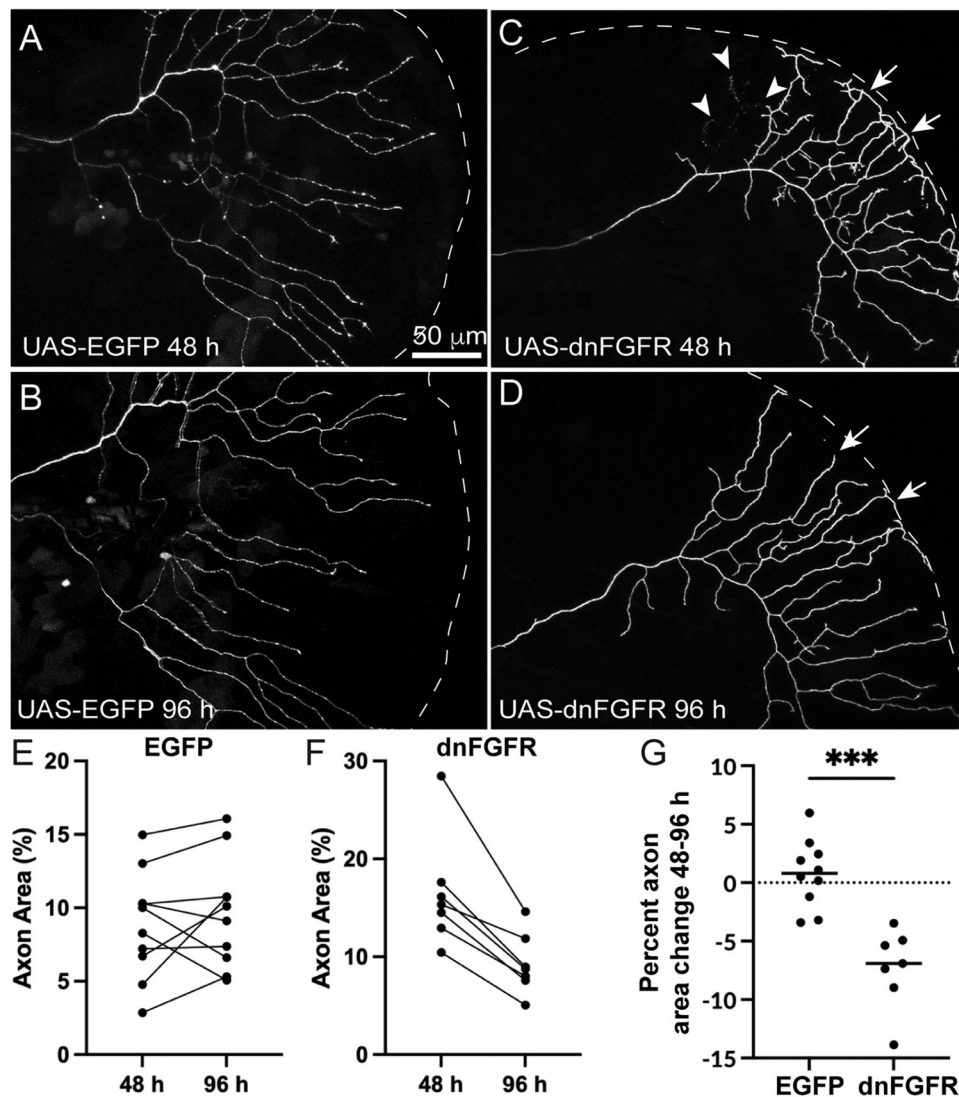 A
C
UAS-EGFP 48 h
50 μm
UAS-dnFGFR 48 h
B
D
UAS-EGFP 96 h
UAS-dnFGFR 96 h
E
EGFP
Axon Area (%)
20
15
10
5
0
48 h
96 h
F
dnFGFR
Axon Area (%)
30
20
10
0
48 h
96 h
G
Percent axon
area change 48-96 h
10
5
0
-5
-10
-15
***
EGFP
dnFGFR